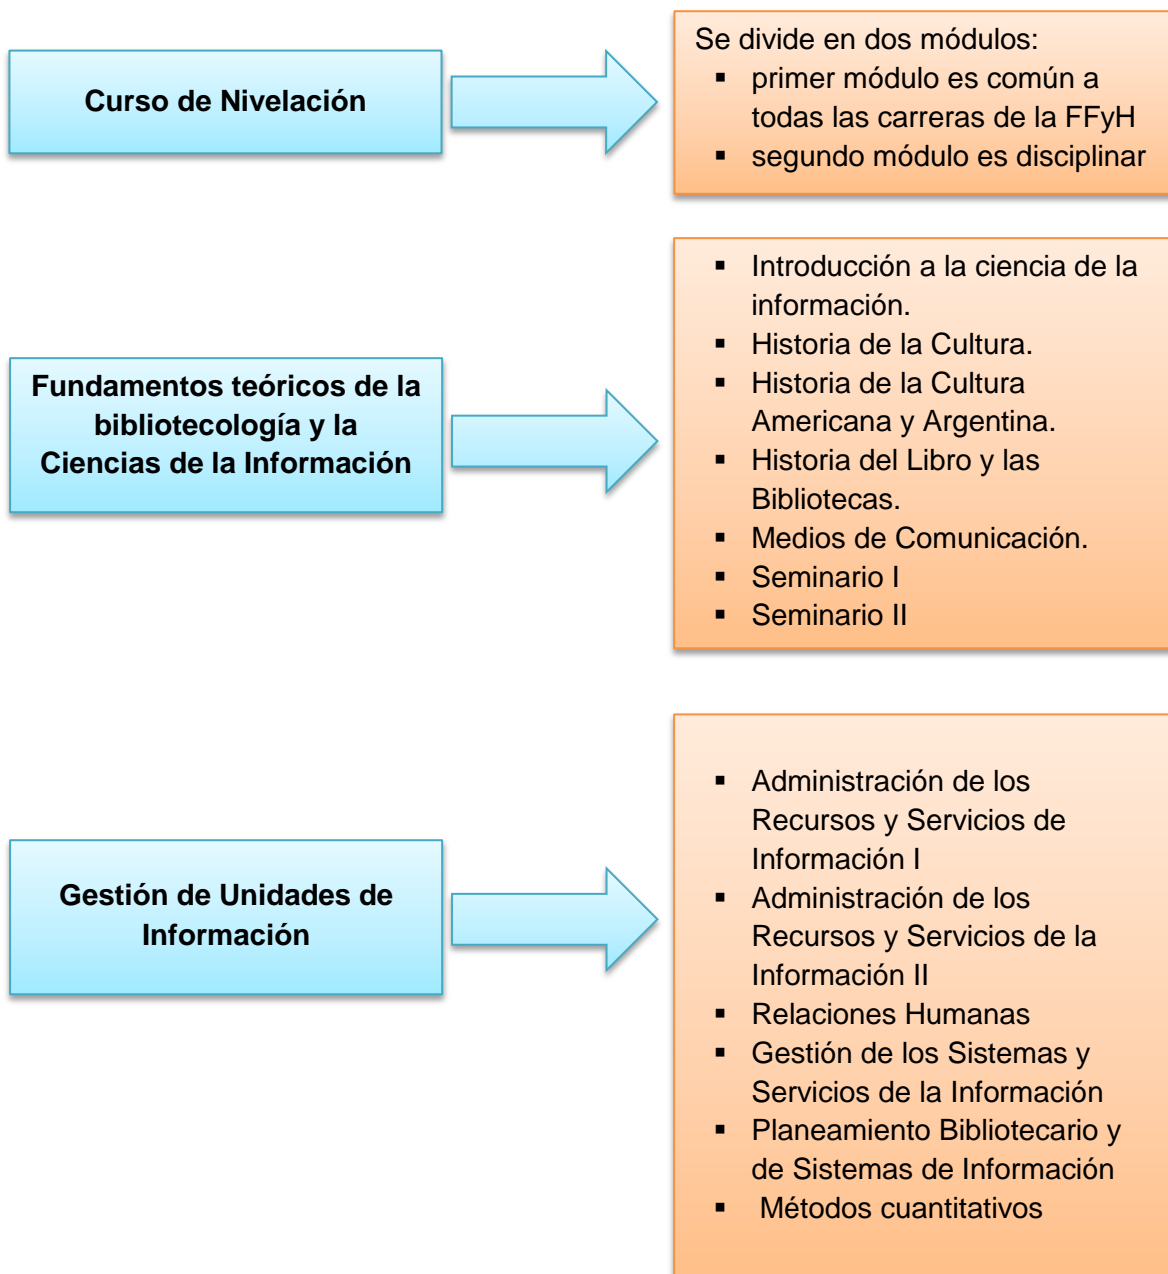 Curso de Nivelación
Se divide en dos módulos:
▪ primer módulo es común a
todas las carreras de la FFyH
▪ segundo módulo es disciplinar
Fundamentos teóricos de la
bibliotecología y la
Ciencias de la Información
▪ Introducción a la ciencia de la
información.
▪ Historia de la Cultura.
▪ Historia de la Cultura
Americana y Argentina.
▪ Historia del Libro y las
Bibliotecas.
▪ Medios de Comunicación.
▪ Seminario I
▪ Seminario II
Gestión de Unidades de
Información
▪ Administración de los
Recursos y Servicios de
Información I
▪ Administración de los
Recursos y Servicios de la
Información II
▪ Relaciones Humanas
▪ Gestión de los Sistemas y
Servicios de la Información
▪ Planeamiento Bibliotecario y
de Sistemas de Información
▪ Métodos cuantitativos